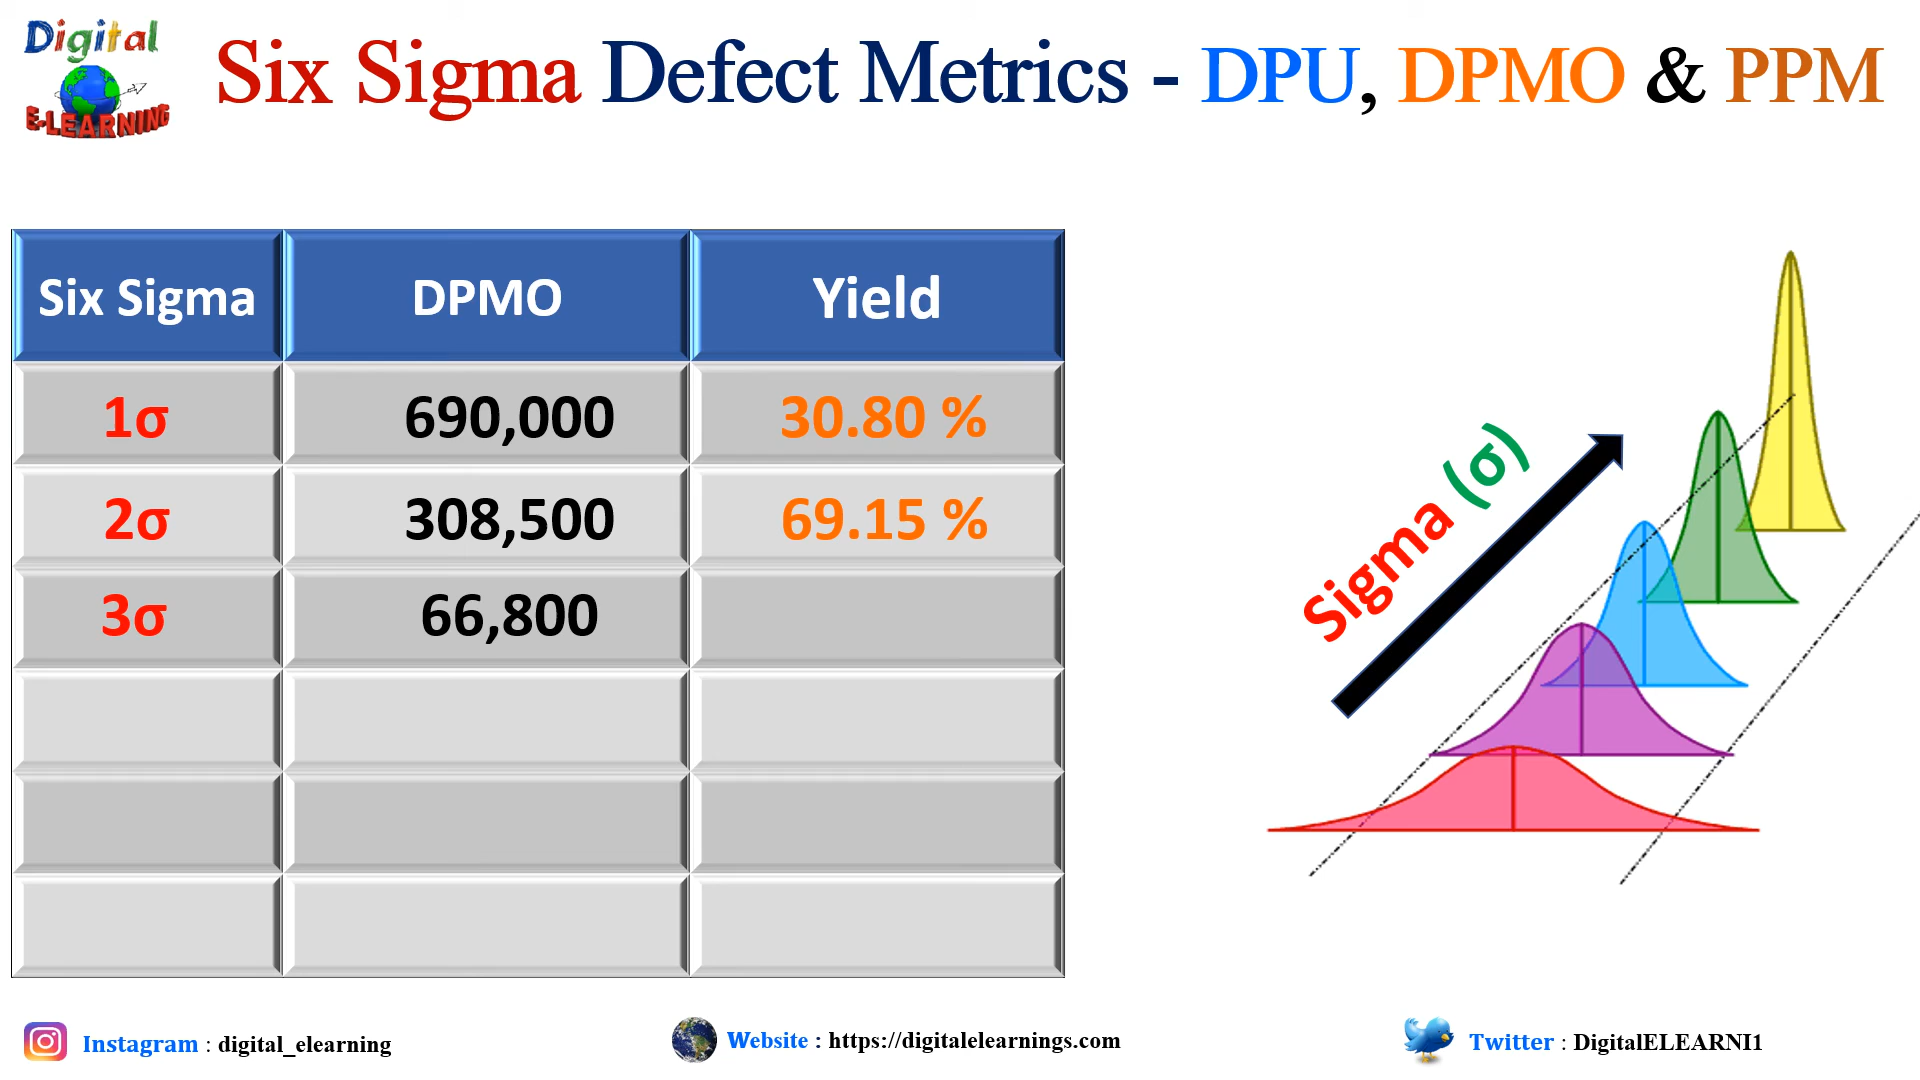 Digital
E-LEARNING
Six Sigma Defect Metrics - DPU, DPMO & PPM
Six Sigma DPMO Yield
1σ 690,000 30.80 %
2σ 308,500 69.15 %
3σ 66,800
Sigma (σ)
Instagram : digital_elearning
Website : https://digitalelearnings.com
Twitter : DigitalELEARNI1